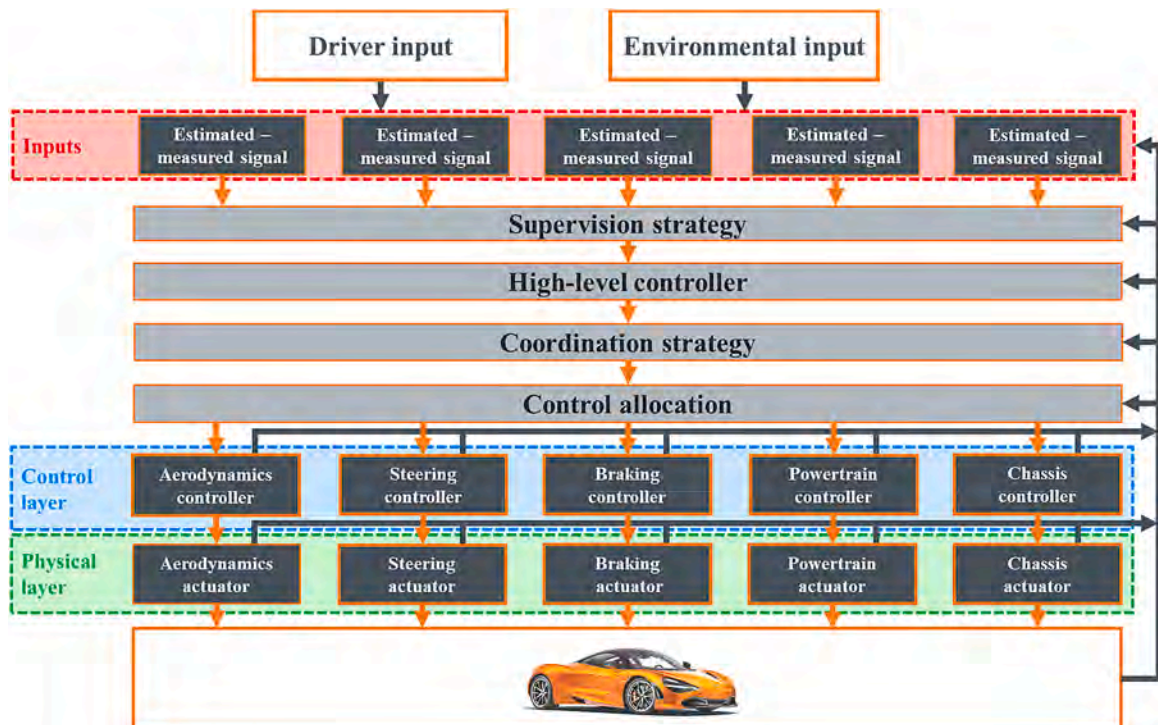 Driver input
Environmental input
Inputs
Estimated –
measured signal
Estimated –
measured signal
Estimated –
measured signal
Estimated –
measured signal
Estimated –
measured signal
Supervision strategy
High-level controller
Coordination strategy
Control allocation
Control
layer
Aerodynamics
controller
Steering
controller
Braking
controller
Powertrain
controller
Chassis
controller
Physical
layer
Aerodynamics
actuator
Steering
actuator
Braking
actuator
Powertrain
actuator
Chassis
actuator